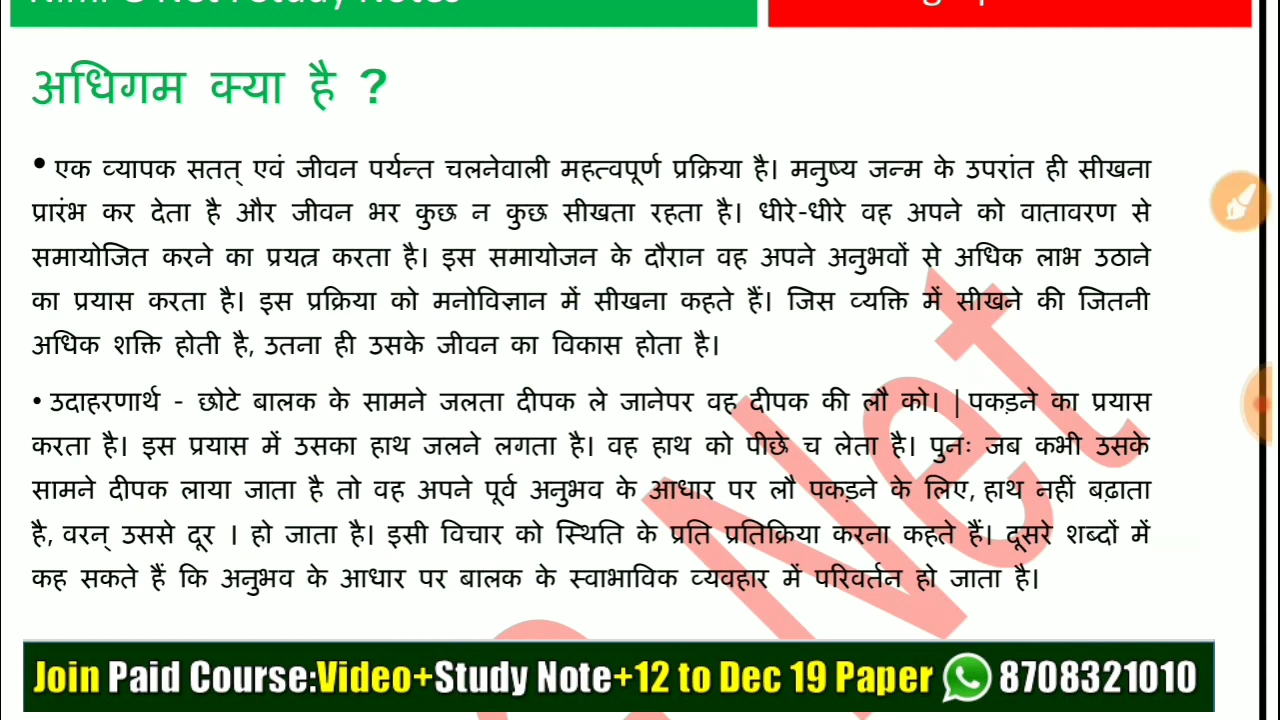 अधिगम क्या है ?
• एक व्यापक सतत् एवं जीवन पर्यन्त चलनेवाली महत्वपूर्ण प्रक्रिया है। मनुष्य जन्म के उपरांत ही सीखना
प्रारंभ कर देता है और जीवन भर कुछ न कुछ सीखता रहता है। धीरे-धीरे वह अपने को वातावरण से
समायोजित करने का प्रयत्न करता है। इस समायोजन के दौरान वह अपने अनुभवों से अधिक लाभ उठाने
का प्रयास करता है। इस प्रक्रिया को मनोविज्ञान में सीखना कहते हैं। जिस व्यक्ति में सीखने की जितनी
अधिक शक्ति होती है, उतना ही उसके जीवन का विकास होता है।
• उदाहरणार्थ - छोटे बालक के सामने जलता दीपक ले जानेपर वह दीपक की लौ को। | पकड़ने का प्रयास
करता है। इस प्रयास में उसका हाथ जलने लगता है। वह हाथ को पीछे च लेता है। पुनः जब कभी उसके
सामने दीपक लाया जाता है तो वह अपने पूर्व अनुभव के आधार पर लौ पकड़ने के लिए, हाथ नहीं बढ़ाता
है, वरन् उससे दूर । हो जाता है। इसी विचार को स्थिति के प्रति प्रतिक्रिया करना कहते हैं। दूसरे शब्दों में
कह सकते हैं कि अनुभव के आधार पर बालक के स्वाभाविक व्यवहार में परिवर्तन हो जाता है।
Net
Join Paid Course:Video+Study Note+12 to Dec 19 Paper 8708321010